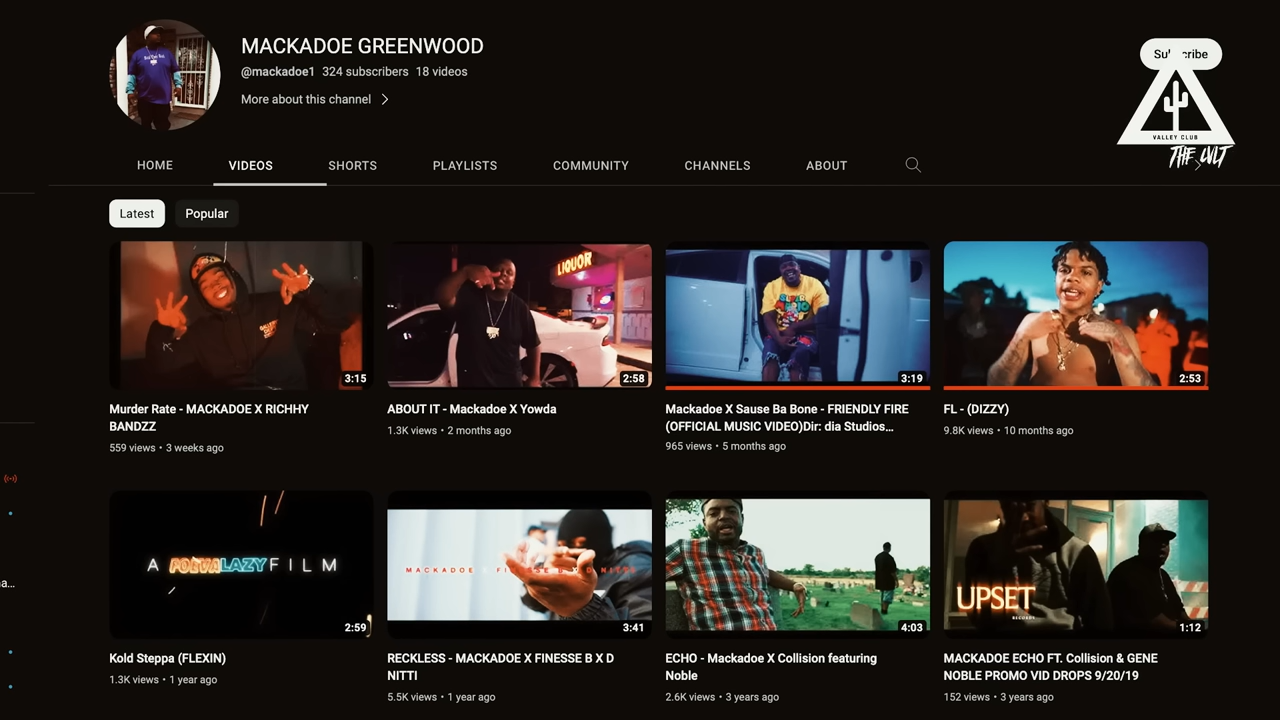 MACKADOE GREENWOOD
@mackadoe1 324 subscribers 18 videos
More about this channel
VALLEY CLUB
THE CVLT
HOME VIDEOS SHORTS PLAYLISTS COMMUNITY CHANNELS ABOUT
Latest Popular
LIQUOR
3:15
2:58
3:19
2:53
Murder Rate - MACKADOE X RICHHY
BANDZZ
559 views • 3 weeks ago
ABOUT IT - Mackadoe X Yowda
1.3K views • 2 months ago
Mackadoe X Sause Ba Bone - FRIENDLY FIRE
(OFFICIAL MUSIC VIDEO)Dir: dia Studios...
965 views • 5 months ago
FL - (DIZZY)
9.8K views • 10 months ago
A POEVALAZY FILM
2:59
3:41
4:03
UPSET
RECORDS
1:12
Kold Steppa (FLEXIN)
1.3K views • 1 year ago
RECKLESS - MACKADOE X FINESSE B X D
NITTI
5.5K views • 1 year ago
ECHO - Mackadoe X Collision featuring
Noble
2.6K views • 3 years ago
MACKADOE ECHO FT. Collision & GENE
NOBLE PROMO VID DROPS 9/20/19
152 views • 3 years ago